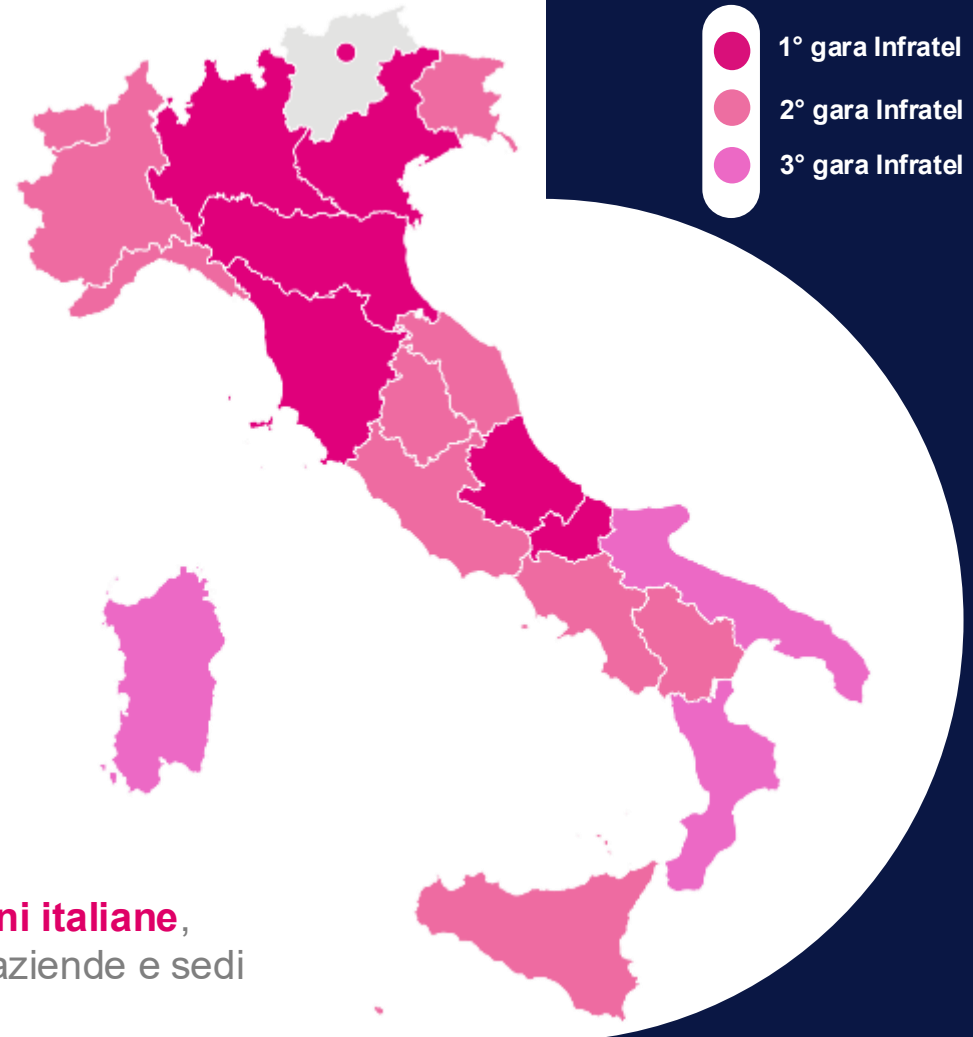 1° gara Infratel
2° gara Infratel
3° gara Infratel
ni italiane,
aziende e sedi